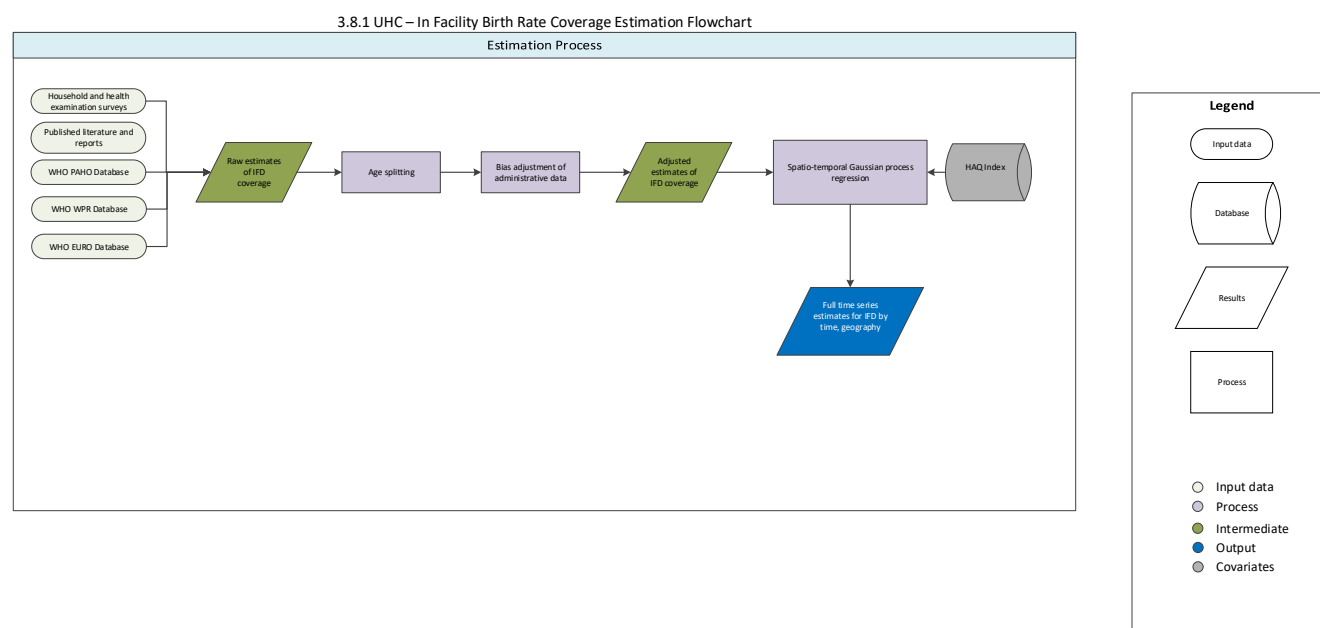 3.8.1 UHC – In Facility Birth Rate Coverage Estimation Flowchart
Estimation Process
Household and health
examination surveys
Published literature and
reports
WHO PAHO Database
WHO WPR Database
WHO EURO Database
Raw estimates
of IFD
coverage
Age splitting
Bias adjustment of
administrative data
Adjusted
estimates of
IFD coverage
Spatio-temporal Gaussian process
regression
HAQ Index
Full time series
estimates for IFD by
time, geography
Legend
Input data
Database
Results
Process
Input data
Process
Intermediate
Output
Covariates